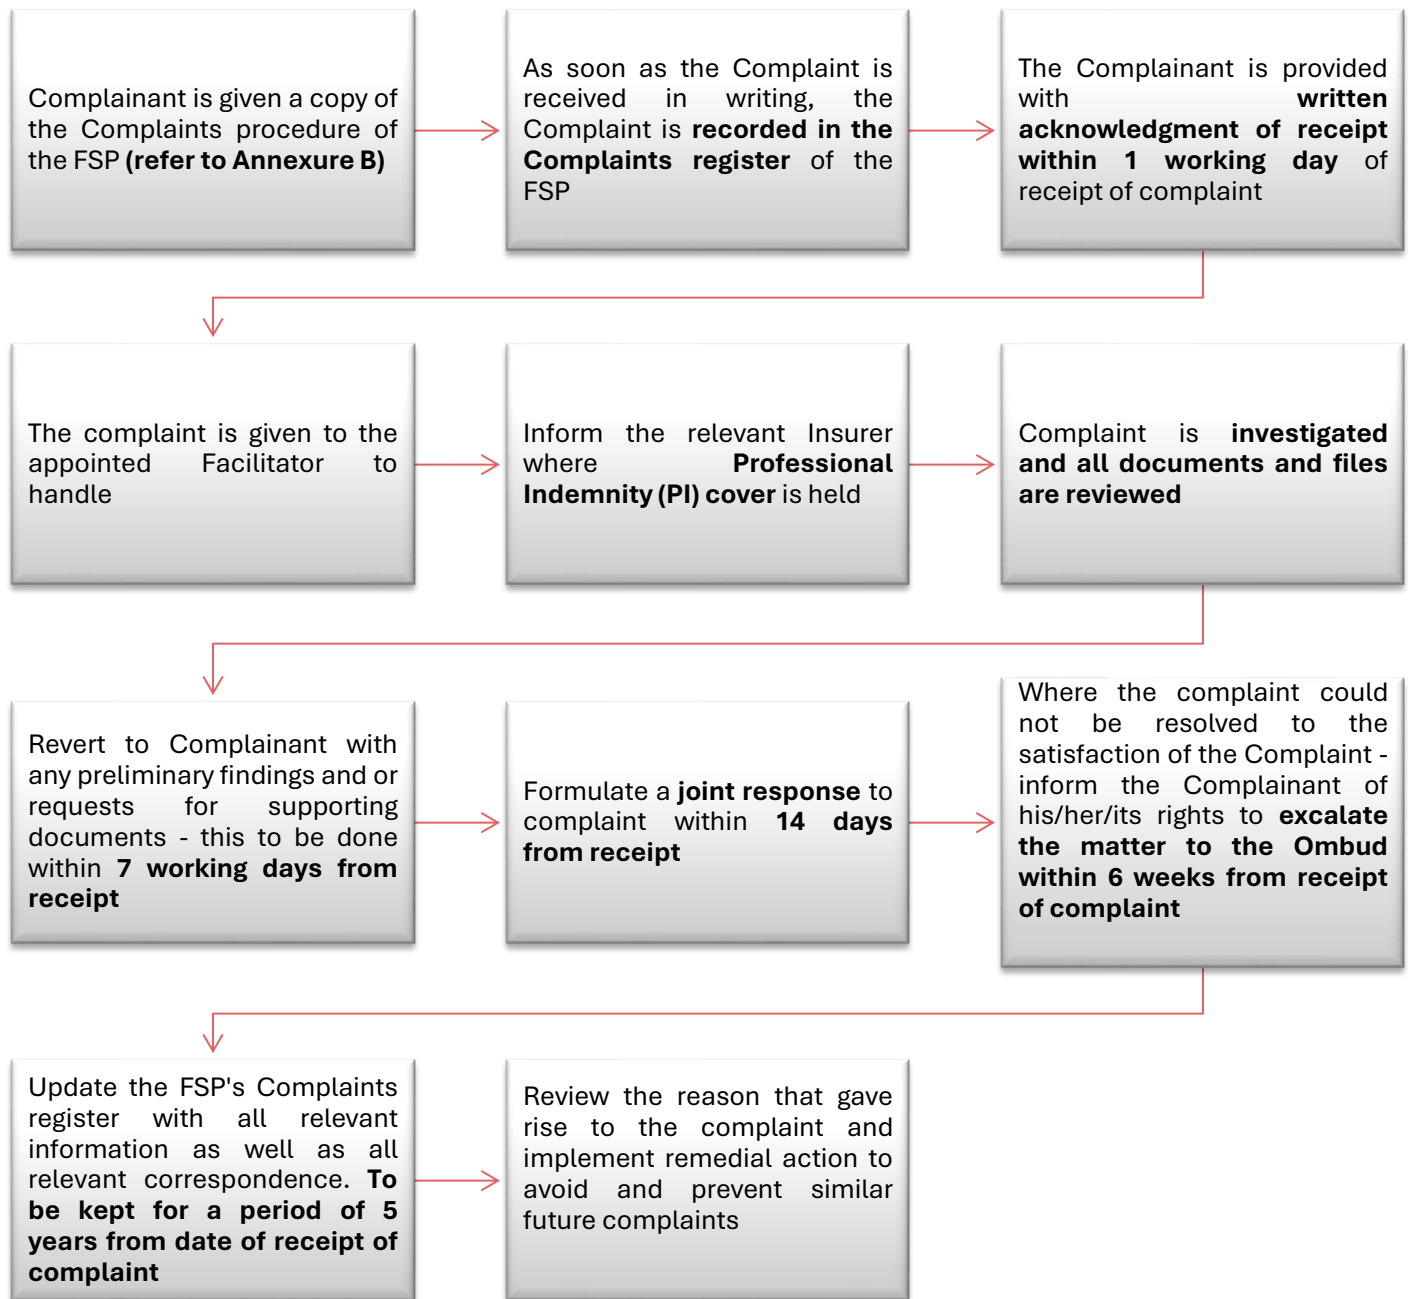 Complainant is given a copy of
the Complaints procedure of
the FSP (refer to Annexure B)
As soon as the Complaint is
received in writing, the
Complaint is recorded in the
Complaints register of the
FSP
The Complainant is provided
with written
acknowledgment of receipt
within 1 working day of
receipt of complaint
The complaint is given to the
appointed Facilitator to
handle
Inform the relevant Insurer
where Professional
Indemnity (PI) cover is held
Complaint is investigated
and all documents and files
are reviewed
Revert to Complainant with
any preliminary findings and or
requests for supporting
documents - this to be done
within 7 working days from
receipt
Formulate a joint response to
complaint within 14 days
from receipt
Where the complaint could
not be resolved to the
satisfaction of the Complaint -
inform the Complainant of
his/her/its rights to excalate
the matter to the Ombud
within 6 weeks from receipt
of complaint
Update the FSP's Complaints
register with all relevant
information as well as all
relevant correspondence. To
be kept for a period of 5
years from date of receipt of
complaint
Review the reason that gave
rise to the complaint and
implement remedial action to
avoid and prevent similar
future complaints